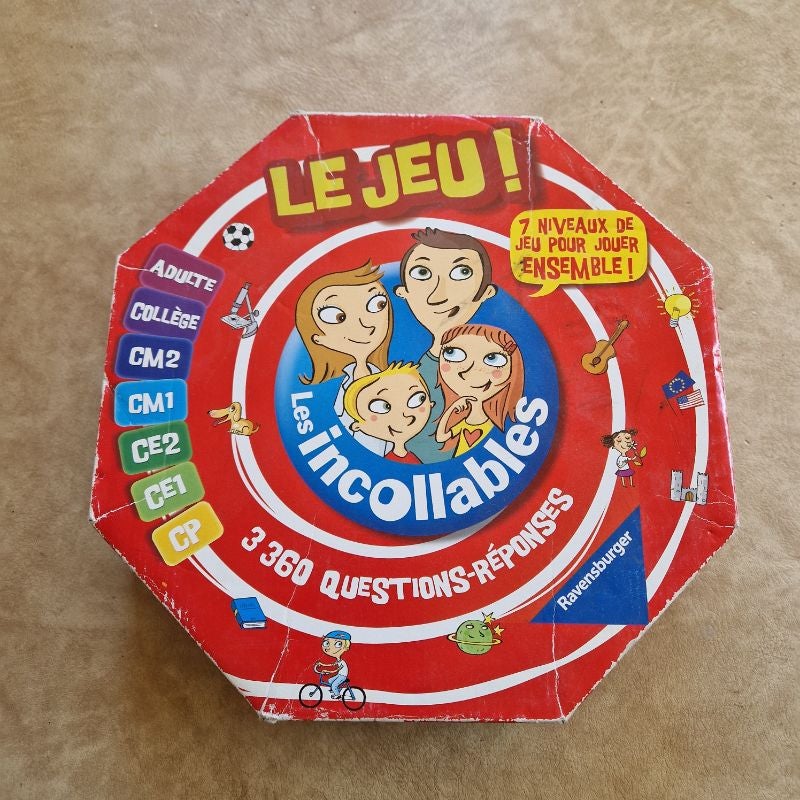 LE JEU !
7 NIVEAUX DE
JEU POUR JOUER
ENSEMBLE !
ADULTE
COLLÈGE
CM2
CM1
CE2
CE1
CP
Les incollables
3 360 QUESTIONS-RÉPONSES
Ravensburger